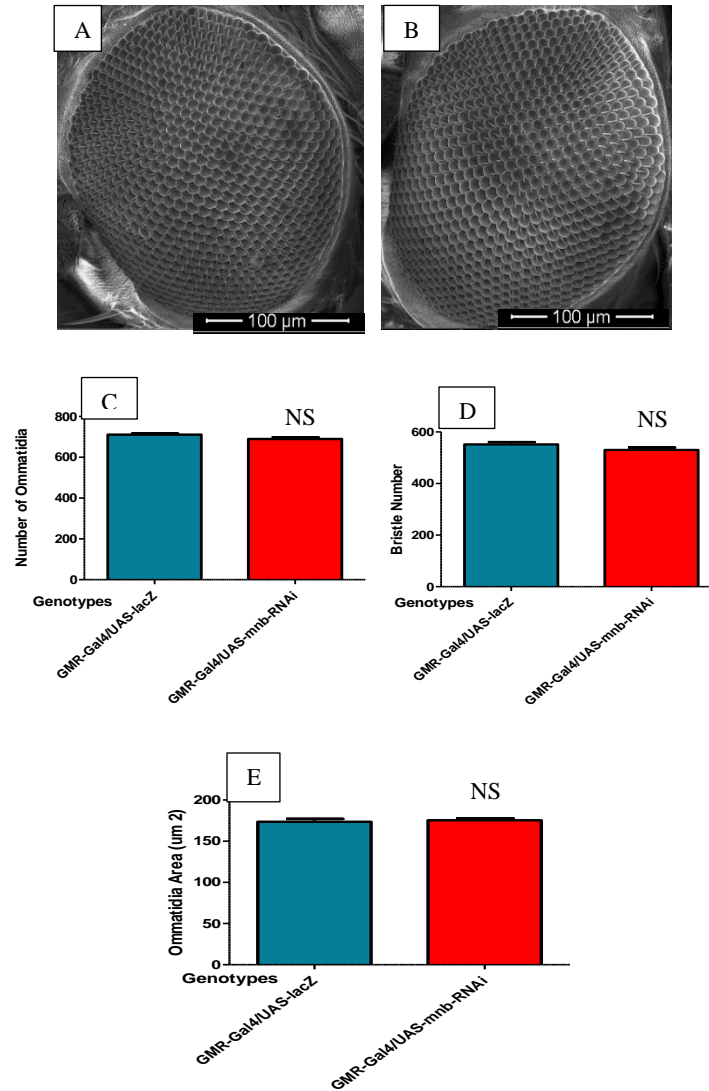 A
B
100 µm
100 µm
C
D
NS
NS
800
600
400
200
0
Number of Ommatidia
Genotypes
GMR-Gal4/UAS-lacZ
GMR-Gal4/UAS-mnb-RNAi
600
400
200
0
Bristle Number
Genotypes
GMR-Gal4/UAS-lacZ
GMR-Gal4/UAS-mnb-RNAi
E
NS
200
150
100
50
0
Ommatidia Area (um 2)
Genotypes
GMR-Gal4/UAS-lacZ
GMR-Gal4/UAS-mnb-RNAi